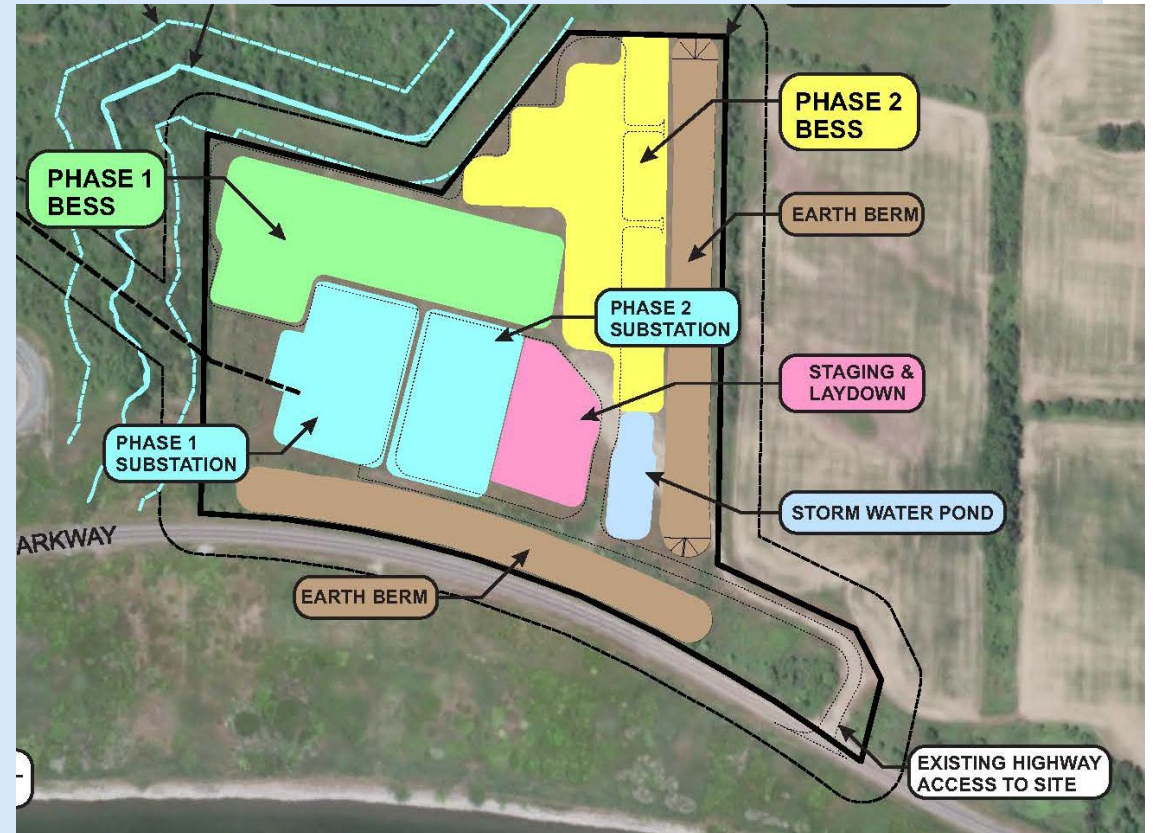 PHASE 2
BESS
PHASE 1
BESS
EARTH BERM
PHASE 2
SUBSTATION
STAGING &
LAYDOWN
PHASE 1
SUBSTATION
STORM WATER POND
ARKWAY
EARTH BERM
EXISTING HIGHWAY
ACCESS TO SITE